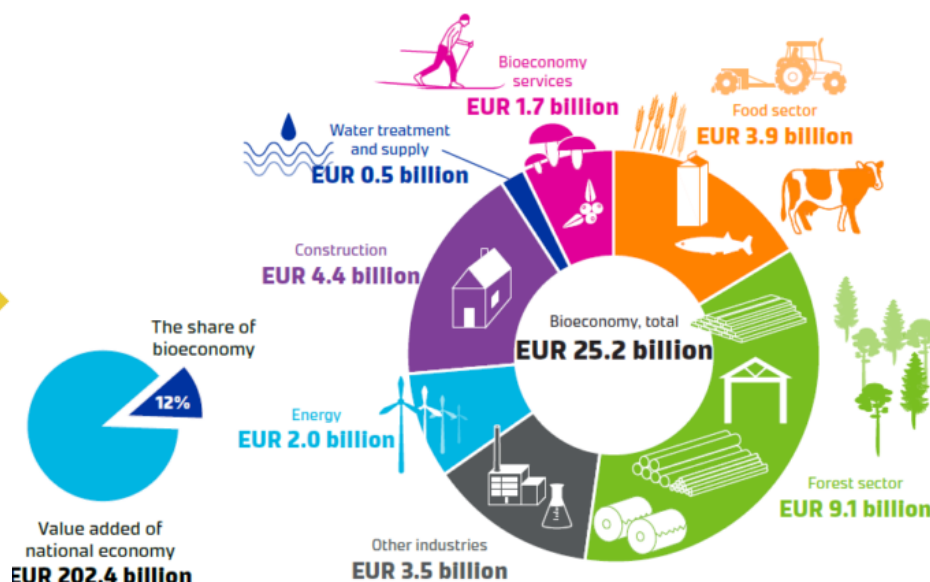 Bioeconomy
services
EUR 1.7 billion
Food sector
EUR 3.9 billion
Water treatment
and supply
EUR 0.5 billion
Construction
EUR 4.4 billion
Bioeconomy, total
EUR 25.2 billion
The share of
bioeconomy
12%
Energy
EUR 2.0 billion
Forest sector
EUR 9.1 billion
Value added of
national economy
EUR 202.4 billion
Other industries
EUR 3.5 billion